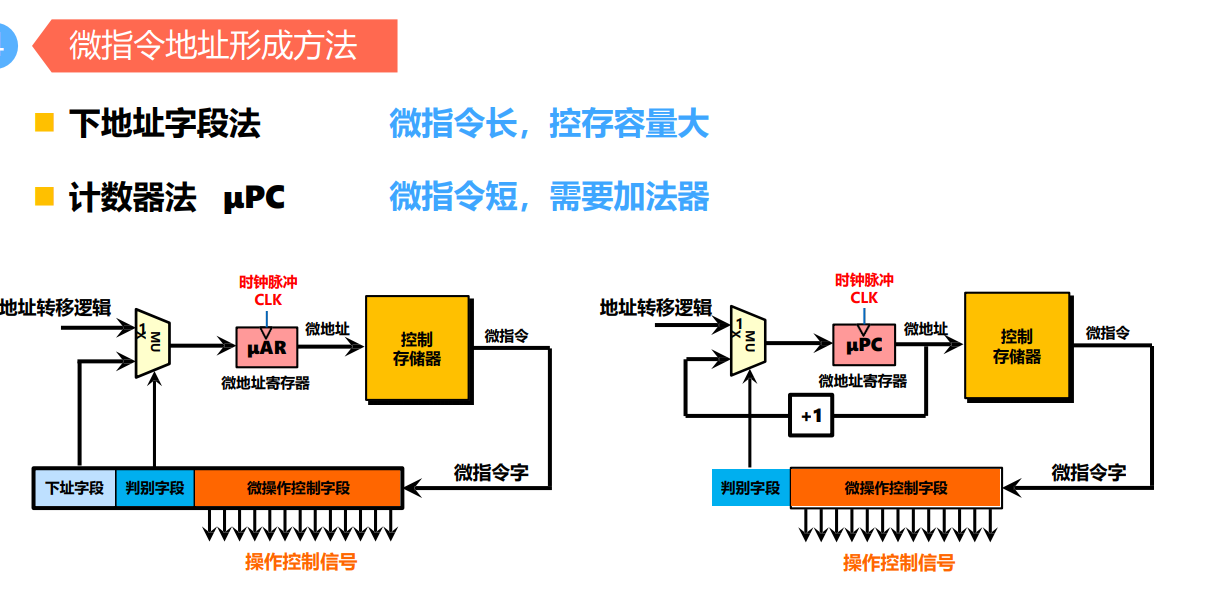 4
微指令地址形成方法
下地址字段法 微指令长，控存容量大
计数器法 μPC 微指令短，需要加法器
地址转移逻辑
1
MU
X
时钟脉冲
CLK
μAR
微地址寄存器
微地址
控制
存储器
微指令
微指令字
下址字段 判别字段 微操作控制字段
操作控制信号
地址转移逻辑
1
MU
X
时钟脉冲
CLK
μPC
微地址寄存器
微地址
+1
控制
存储器
微指令
微指令字
判别字段 微操作控制字段
操作控制信号